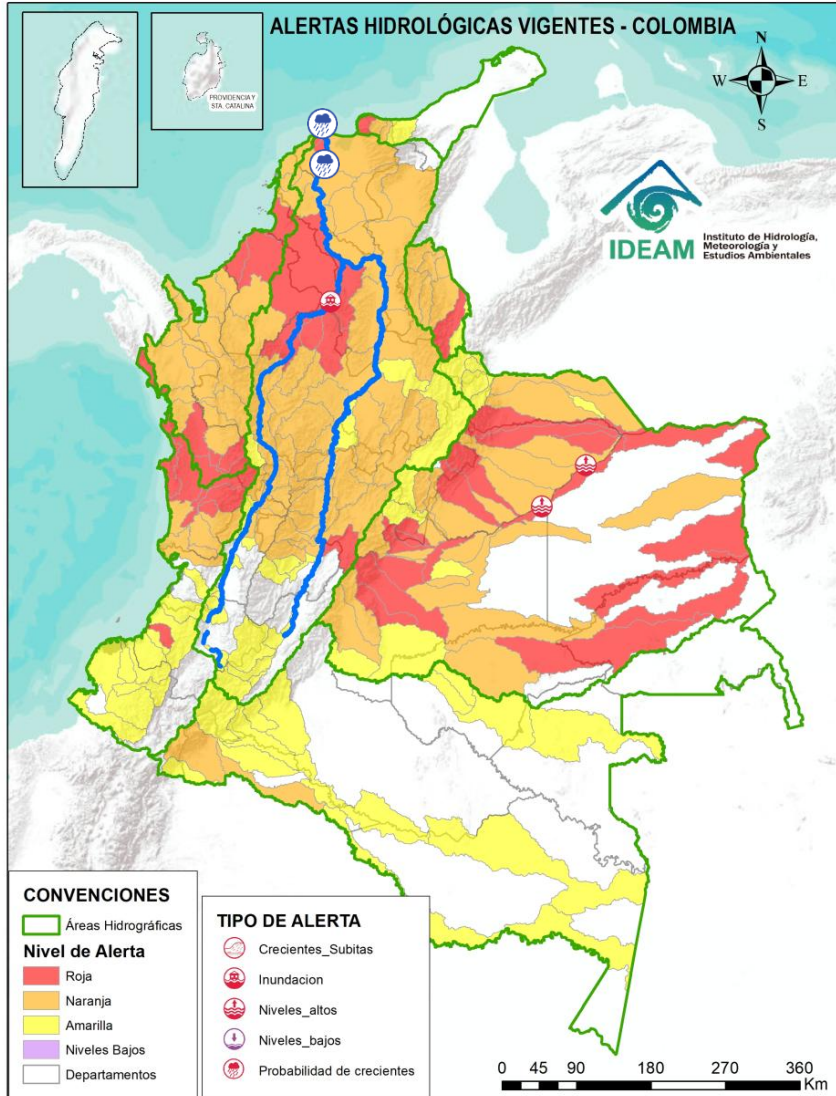 ALERTAS HIDROLÓGICAS VIGENTES - COLOMBIA
PROVIDENCIA Y
STA. CATALINA
N
W
E
S
IDEAM
Instituto de Hidrología,
Meteorología y
Estudios Ambientales
CONVENCIONES
Áreas Hidrográficas
Nivel de Alerta
Roja
Naranja
Amarilla
Niveles Bajos
Departamentos
TIPO DE ALERTA
Crecientes_Subitas
Inundacion
Niveles_altos
Niveles_bajos
Probabilidad de crecientes
0 45 90 180 270 360
Km